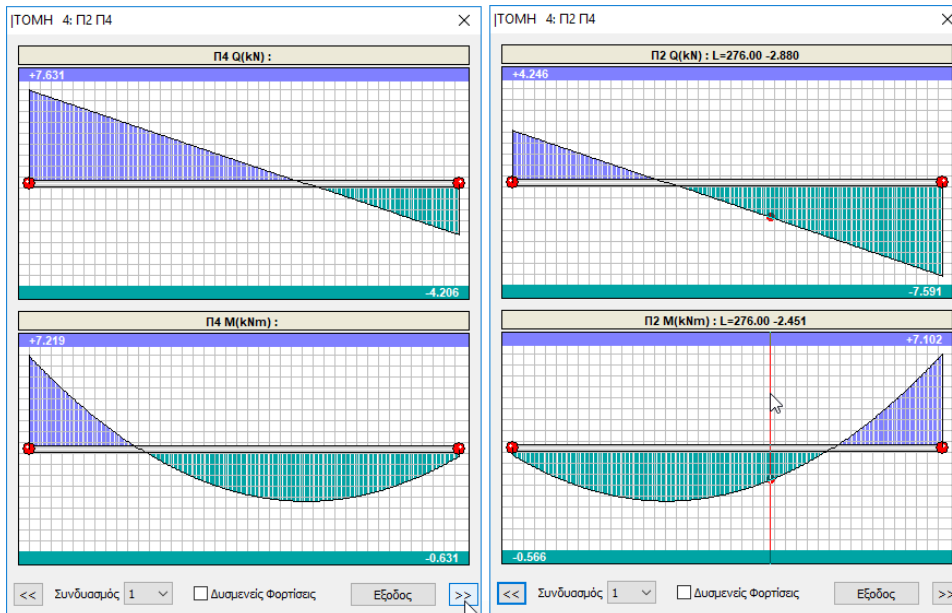 |ΤΟΜΗ 4: Π2 Π4
Π4 Q(kN) :
+7.631
-4.206
Π4 M(kNm) :
+7.219
-0.631
<< Συνδυασμός 1 Δυσμενείς Φορτίσεις Εξοδος >>
|ΤΟΜΗ 4: Π2 Π4
Π2 Q(kN) : L=276.00 -2.880
+4.246
-7.591
Π2 M(kNm) : L=276.00 -2.451
+7.102
-0.566
<< Συνδυασμός 1 Δυσμενείς Φορτίσεις Εξοδος >>